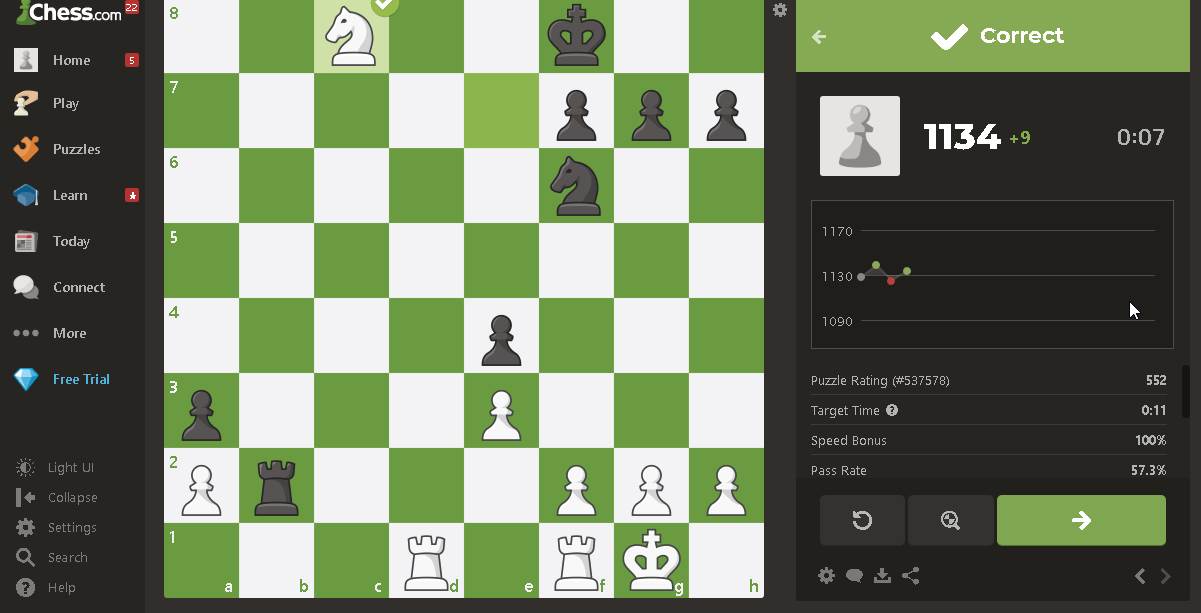 Chess.com 22
Home 5
Play
Puzzles
Learn
Today
Connect
More
Free Trial
Light UI
Collapse
Settings
Search
Help
8
7
6
5
4
3
2
1
a b c d e f g h
Correct
1134 +9 0:07
1170
1130
1090
Puzzle Rating (#537578) 552
Target Time ? 0:11
Speed Bonus 100%
Pass Rate 57.3%